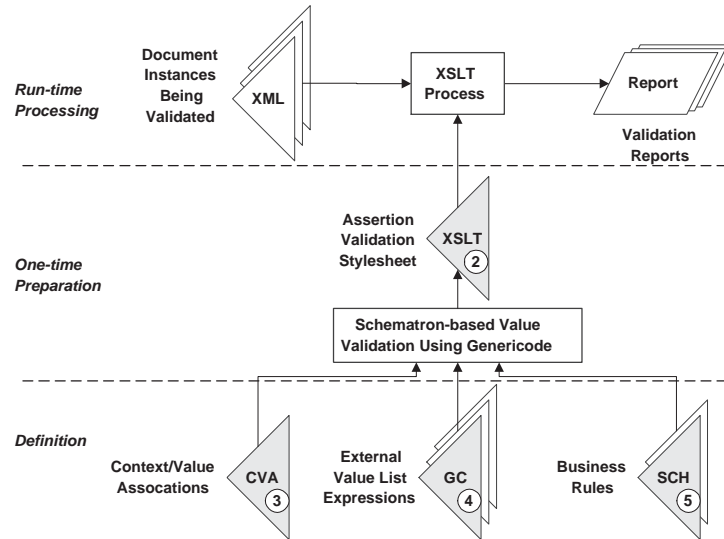 Document
Instances
Being
Validated
XML
XSLT
Process
Report
Validation
Reports
Run-time
Processing
Assertion
Validation
Stylesheet
XSLT
2
One-time
Preparation
Schematron-based Value
Validation Using Genericode
Definition
Context/Value
Assocations
CVA
3
External
Value List
Expressions
GC
4
Business
Rules
SCH
5